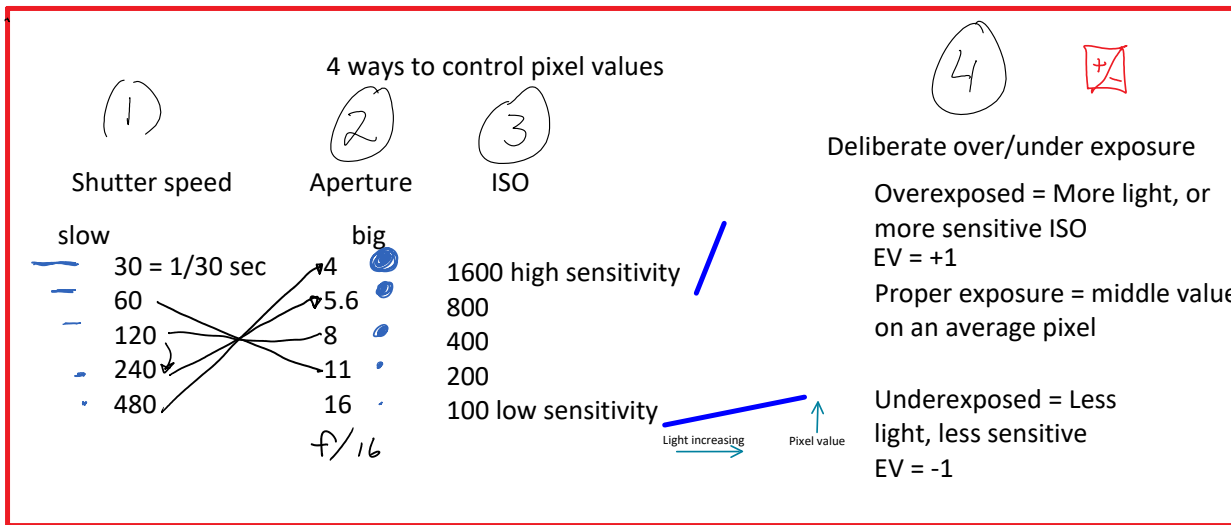 4 ways to control pixel values
1
2
3
4
+/-
Shutter speed
Aperture
ISO
slow
big
30 = 1/30 sec
4
1600 high sensitivity
60
5.6
800
120
8
400
240
11
200
480
16
100 low sensitivity
f/16
Light increasing
Pixel value
Deliberate over/under exposure
Overexposed = More light, or
more sensitive ISO
EV = +1
Proper exposure = middle value
on an average pixel
Underexposed = Less
light, less sensitive
EV = -1